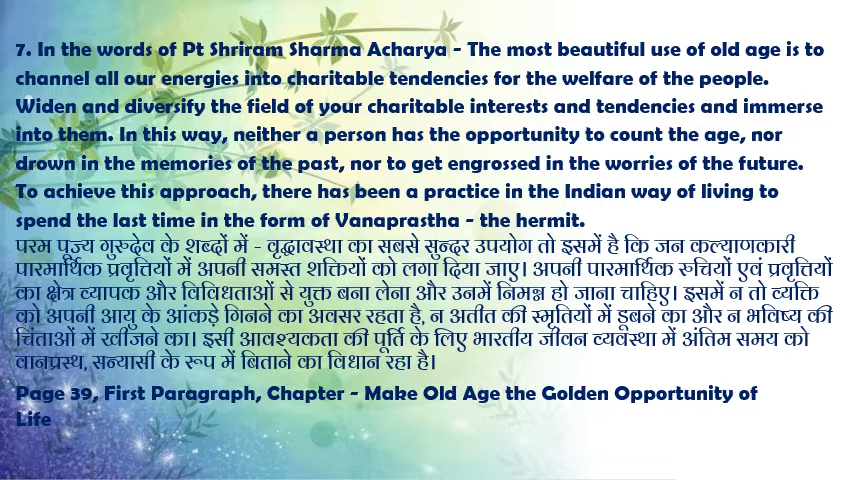 7. In the words of Pt Shriram Sharma Acharya - The most beautiful use of old age is to
channel all our energies into charitable tendencies for the welfare of the people.
Widen and diversify the field of your charitable interests and tendencies and immerse
into them. In this way, neither a person has the opportunity to count the age, nor
drown in the memories of the past, nor to get engrossed in the worries of the future.
To achieve this approach, there has been a practice in the Indian way of living to
spend the last time in the form of Vanaprastha - the hermit.
परम पूज्य गुरुदेव के शब्दों में - वृद्धावस्था का सबसे सुन्दर उपयोग तो इसमें है कि जन कल्याणकारी
पारमार्थिक प्रवृत्तियों में अपनी समस्त शक्तियों को लगा दिया जाए। अपनी पारमार्थिक रुचियों एवं प्रवृत्तियों
का क्षेत्र व्यापक और विविधताओं से युक्त बना लेना और उनमें निमग्न हो जाना चाहिए। इसमें न तो व्यक्ति
को अपनी आयु के आंकड़े गिनने का अवसर रहता है, न अतीत की स्मृतियों में डूबने का और न भविष्य की
चिंताओं में खीजने का। इसी आवश्यकता की पूर्ति के लिए भारतीय जीवन व्यवस्था में अंतिम समय को
वानप्रस्थ, सन्यासी के रूप में बिताने का विधान रहा है।
Page 39, First Paragraph, Chapter - Make Old Age the Golden Opportunity of
Life